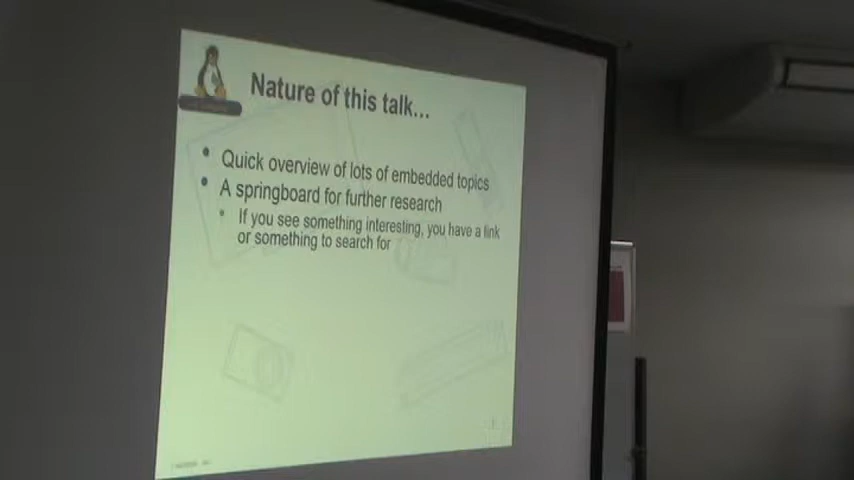 Nature of this talk...
• Quick overview of lots of embedded topics
• A springboard for further research
• If you see something interesting, you have a link
or something to search for